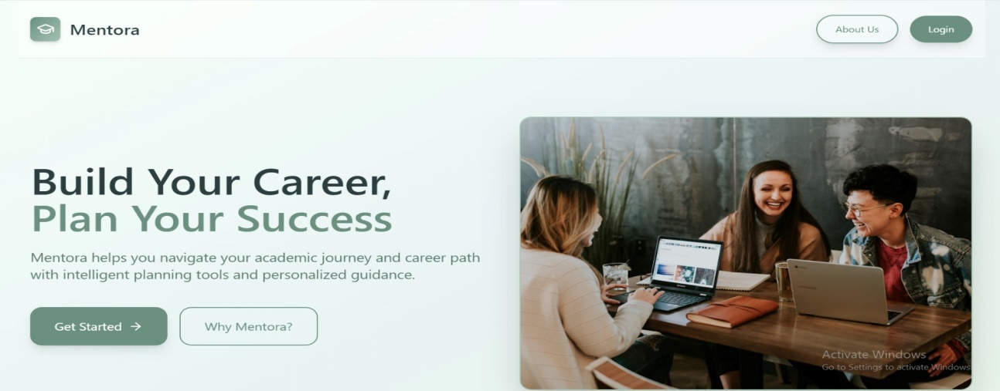 Mentora
About Us
Login
Build Your Career,
Plan Your Success
Mentora helps you navigate your academic journey and career path
with intelligent planning tools and personalized guidance.
Get Started →
Why Mentora?
Activate Windows
Go to Settings to activate Windows.